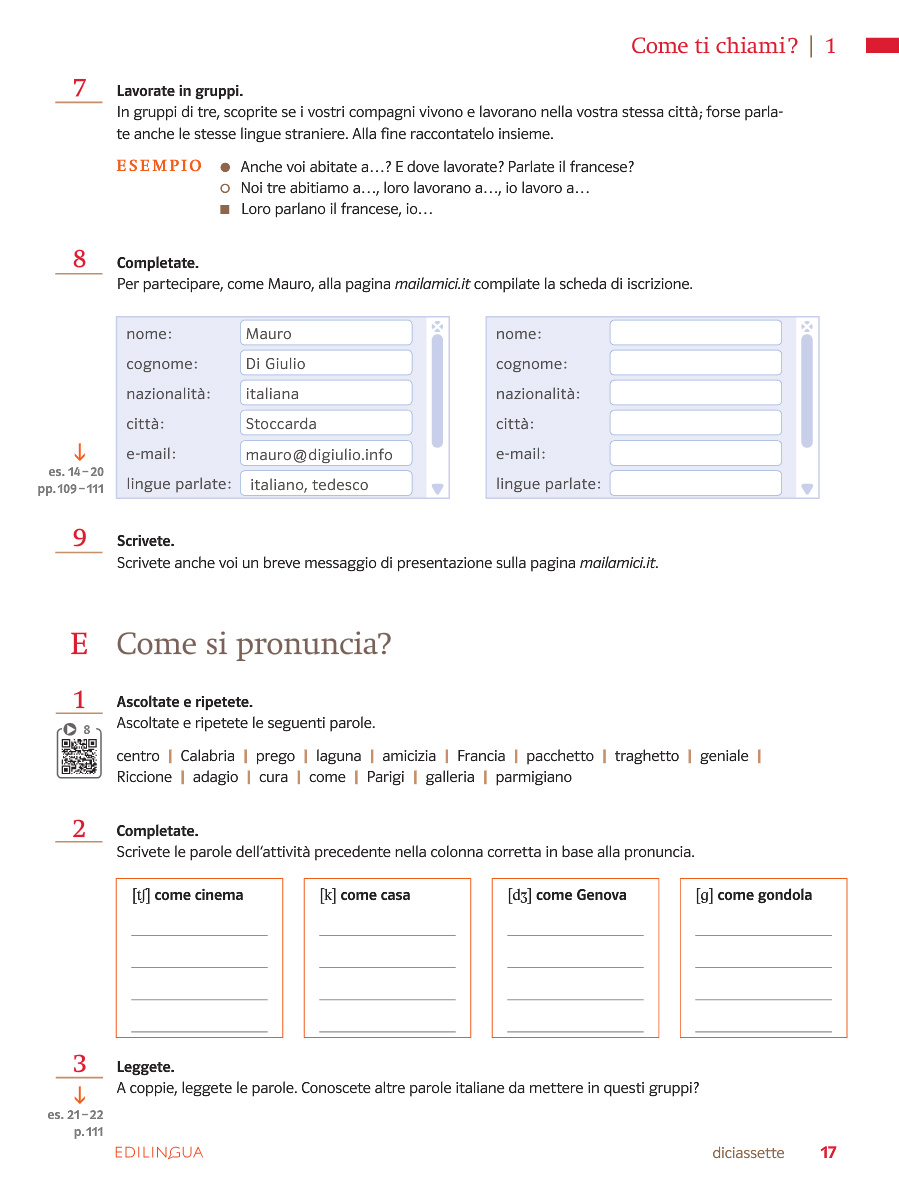 Come ti chiami? | 1
7
Lavorate in gruppi.
In gruppi di tre, scoprite se i vostri compagni vivono e lavorano nella vostra stessa città; forse parla-
te anche le stesse lingue straniere. Alla fine raccontatelo insieme.
ESEMPIO ● Anche voi abitate a…? E dove lavorate? Parlate il francese?
○ Noi tre abitiamo a…, loro lavorano a…, io lavoro a…
■ Loro parlano il francese, io…
8
Completate.
Per partecipare, come Mauro, alla pagina mailamici.it compilate la scheda di iscrizione.
nome: Mauro
cognome: Di Giulio
nazionalità: italiana
città: Stoccarda
e-mail: mauro@digiulio.info
lingue parlate: italiano, tedesco
nome:
cognome:
nazionalità:
città:
e-mail:
lingue parlate:
↓
es. 14–20
pp. 109–111
9
Scrivete.
Scrivete anche voi un breve messaggio di presentazione sulla pagina mailamici.it.
E Come si pronuncia?
1
8
Ascoltate e ripetete.
Ascoltate e ripetete le seguenti parole.
centro | Calabria | prego | laguna | amicizia | Francia | pacchetto | traghetto | geniale |
Riccione | adagio | cura | come | Parigi | galleria | parmigiano
2
Completate.
Scrivete le parole dell'attività precedente nella colonna corretta in base alla pronuncia.
[tʃ] come cinema
[k] come casa
[dʒ] come Genova
[g] come gondola
3
Leggete.
A coppie, leggete le parole. Conoscete altre parole italiane da mettere in questi gruppi?
↓
es. 21–22
p. 111
EDILINGUA
diciassette 17